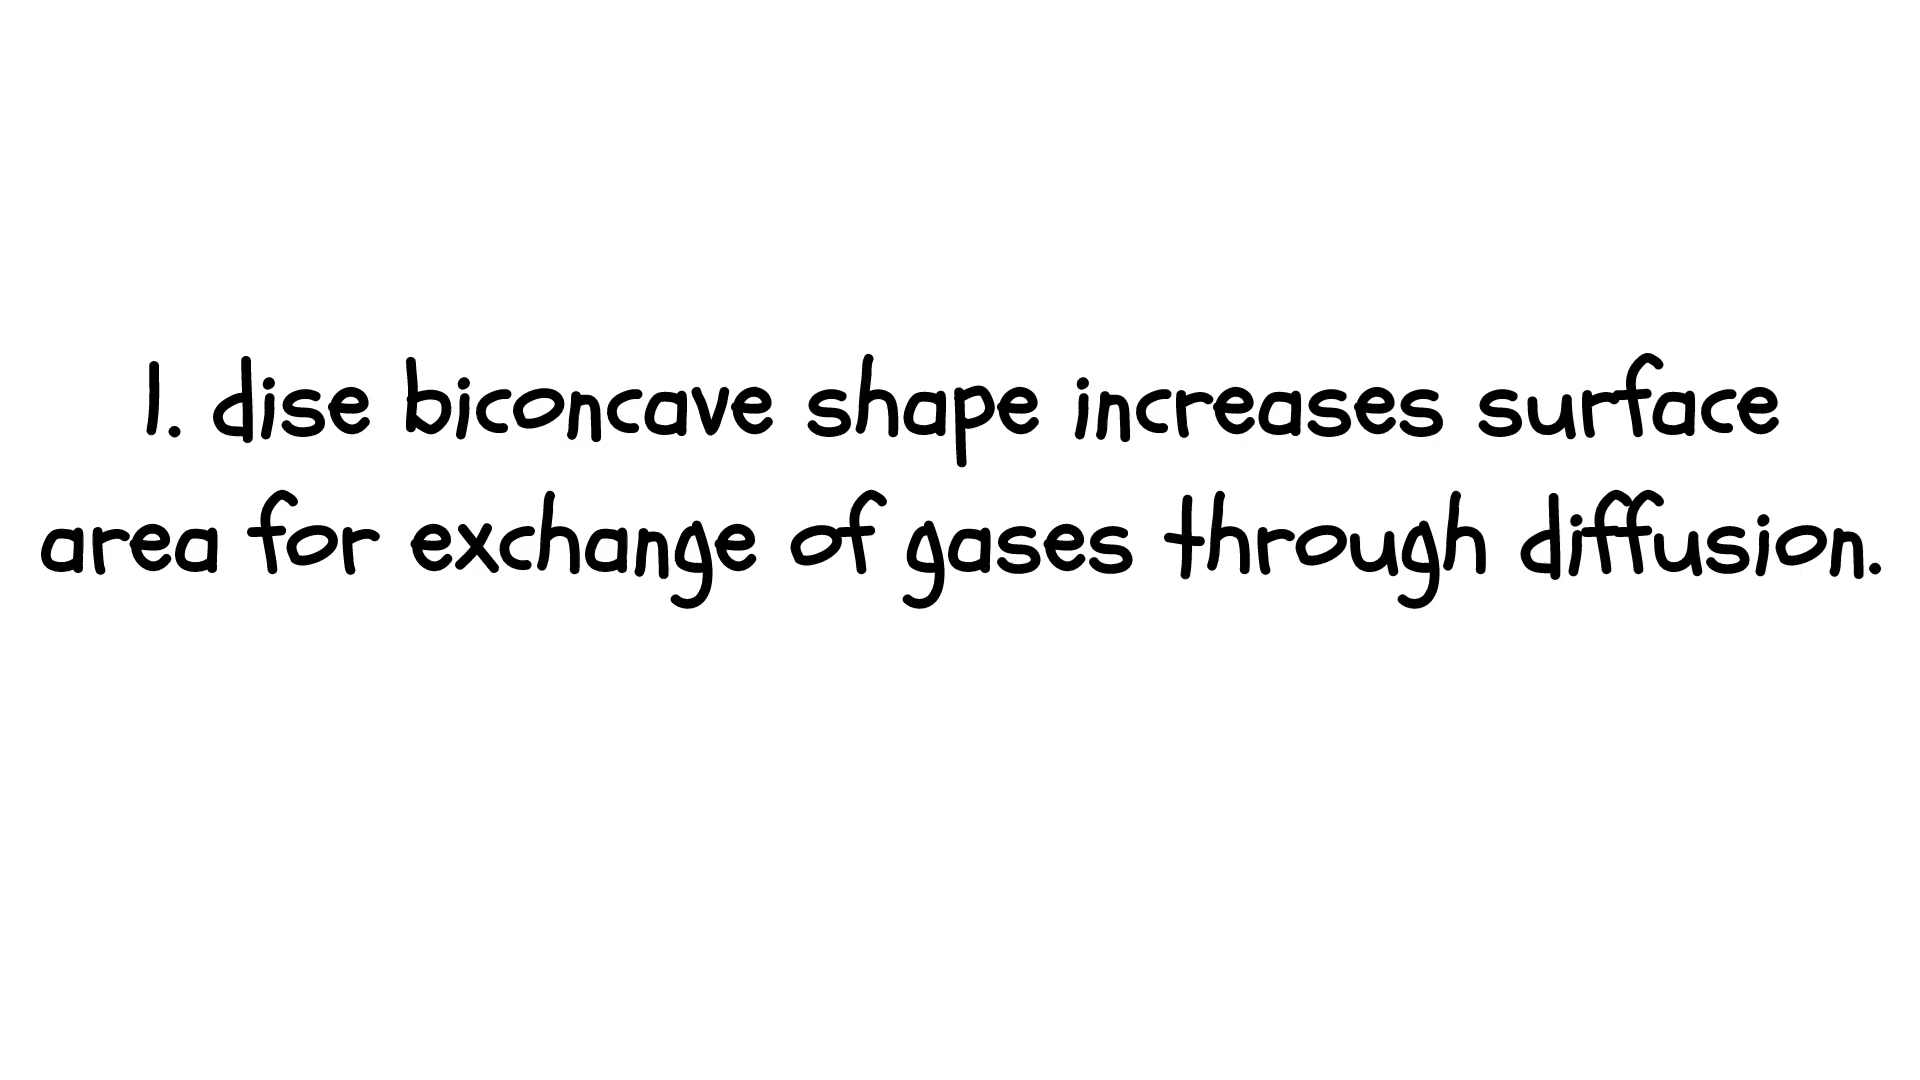 1. dise biconcave shape increases surface
area for exchange of gases through diffusion.